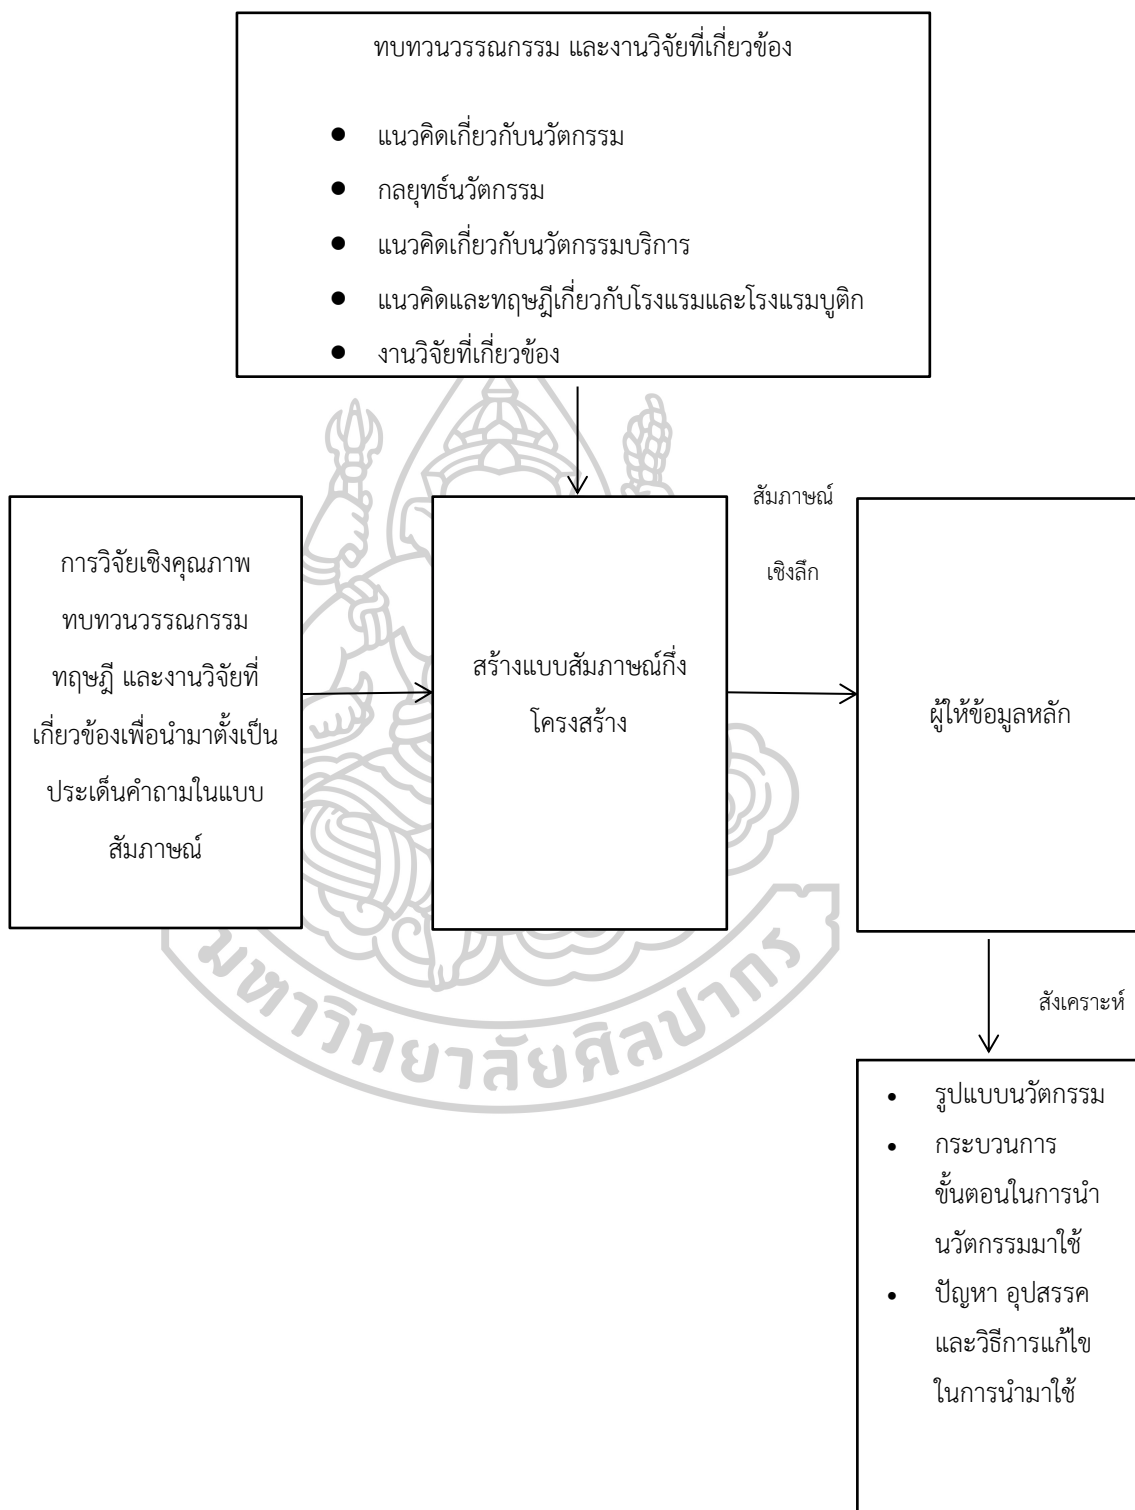 ทบทวนวรรณกรรม และงานวิจัยที่เกี่ยวข้อง
● แนวคิดเกี่ยวกับนวัตกรรม
● กลยุทธ์นวัตกรรม
● แนวคิดเกี่ยวกับนวัตกรรมบริการ
● แนวคิดและทฤษฎีเกี่ยวกับโรงแรมและโรงแรมบูติก
● งานวิจัยที่เกี่ยวข้อง
การวิจัยเชิงคุณภาพ
ทบทวนวรรณกรรม
ทฤษฎี และงานวิจัยที่
เกี่ยวข้องเพื่อนำมาตั้งเป็น
ประเด็นคำถามในแบบ
สัมภาษณ์
สร้างแบบสัมภาษณ์กึ่ง
โครงสร้าง
สัมภาษณ์
เชิงลึก
ผู้ให้ข้อมูลหลัก
สังเคราะห์
• รูปแบบนวัตกรรม
• กระบวนการ
ขั้นตอนในการนำ
นวัตกรรมมาใช้
• ปัญหา อุปสรรค
และวิธีการแก้ไข
ในการนำมาใช้
มหาวิทยาลัยศิลปากร